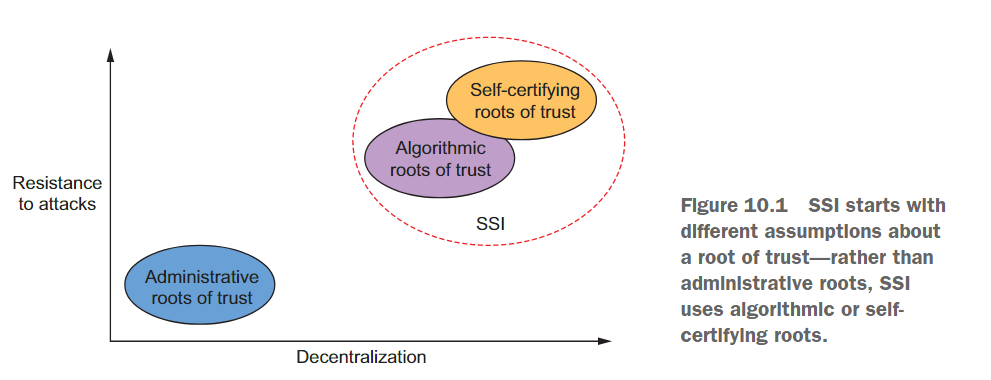 Self-certifying
roots of trust
Algorithmic
roots of trust
Resistance
to attacks
SSI
Administrative
roots of trust
Decentralization
Figure 10.1 SSI starts with
different assumptions about
a root of trust—rather than
administrative roots, SSI
uses algorithmic or self-
certifying roots.